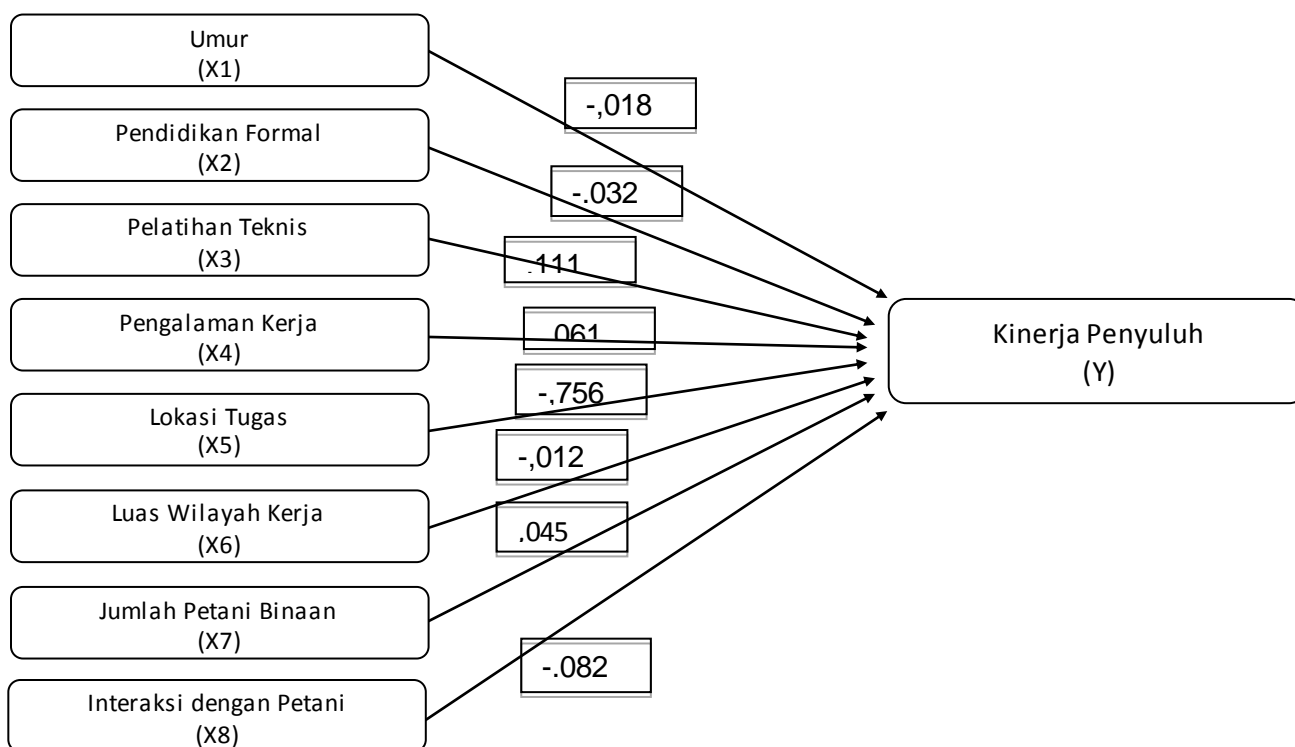 Umur
(X1)
-,018
Pendidikan Formal
(X2)
-.032
Pelatihan Teknis
(X3)
.111
Pengalaman Kerja
(X4)
.061
Lokasi Tugas
(X5)
-,756
Luas Wilayah Kerja
(X6)
-,012
Jumlah Petani Binaan
(X7)
.045
Interaksi dengan Petani
(X8)
-.082
Kinerja Penyuluh
(Y)